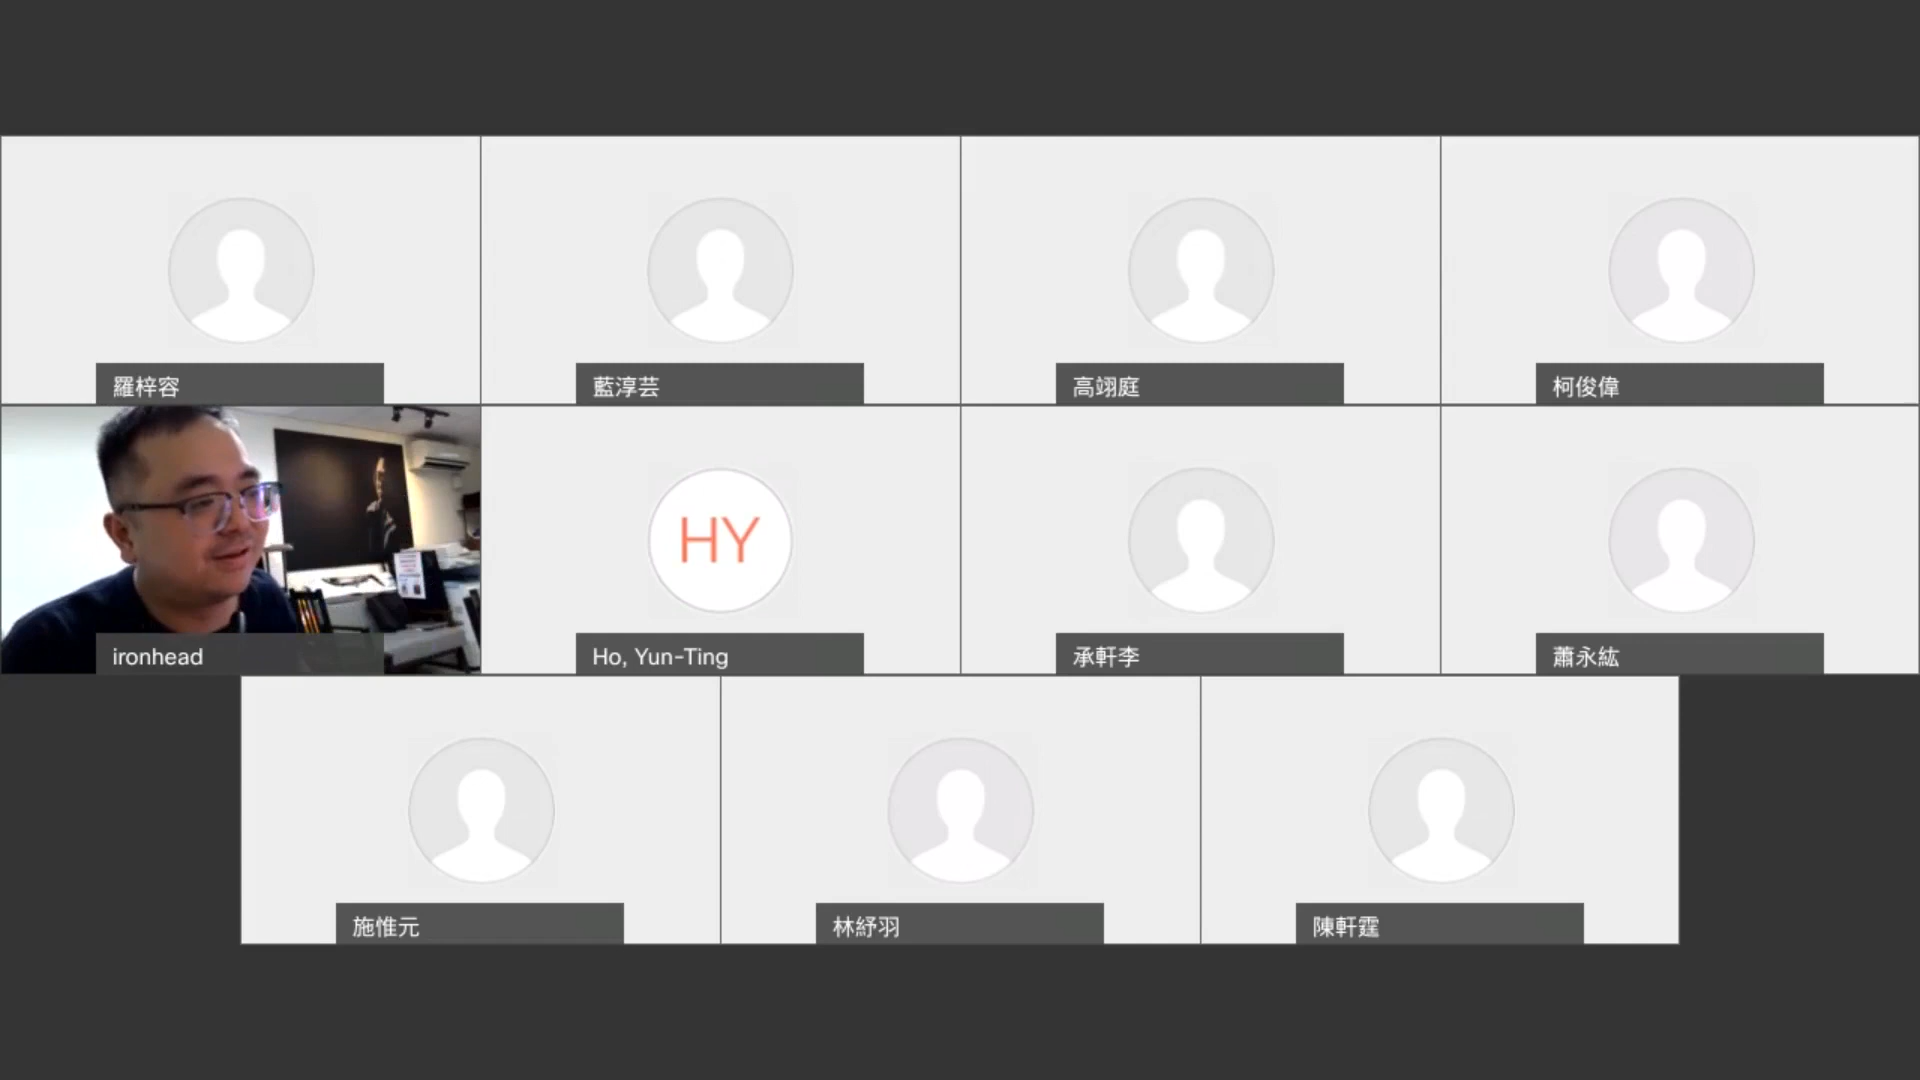 羅梓容
藍淳芸
高翊庭
柯俊偉
ironhead
HY
Ho, Yun-Ting
承軒李
蕭永紘
施惟元
林紓羽
陳軒霆